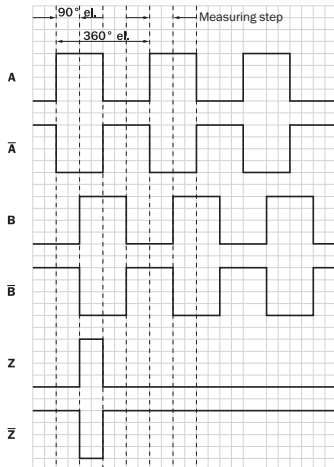 90° el.
Measuring step
360° el.
A
A̅
B
B̅
Z
Z̅